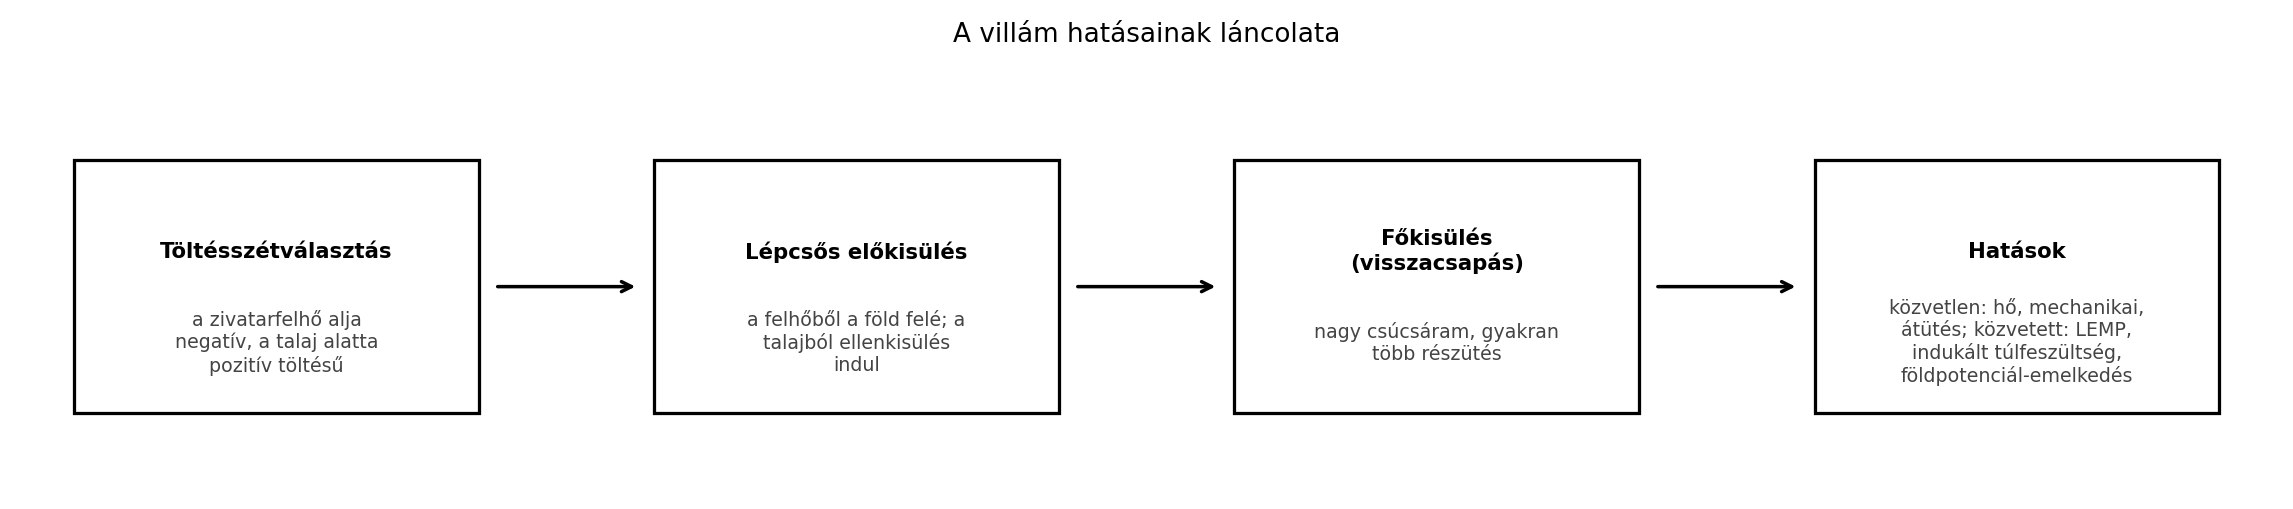 A villám hatásainak láncolata
Töltésszétválasztás
a zivatarfelhő alja
negatív, a talaj alatta
pozitív töltésű
Lépcsős előkisülés
a felhőből a föld felé; a
talajból ellenkisülés
indul
Főkisülés
(visszacsapás)
nagy csúcsáram, gyakran
több részütés
Hatások
közvetlen: hő, mechanikai,
átütés; közvetett: LEMP,
indukált túlfeszültség,
földpotenciál-emelkedés